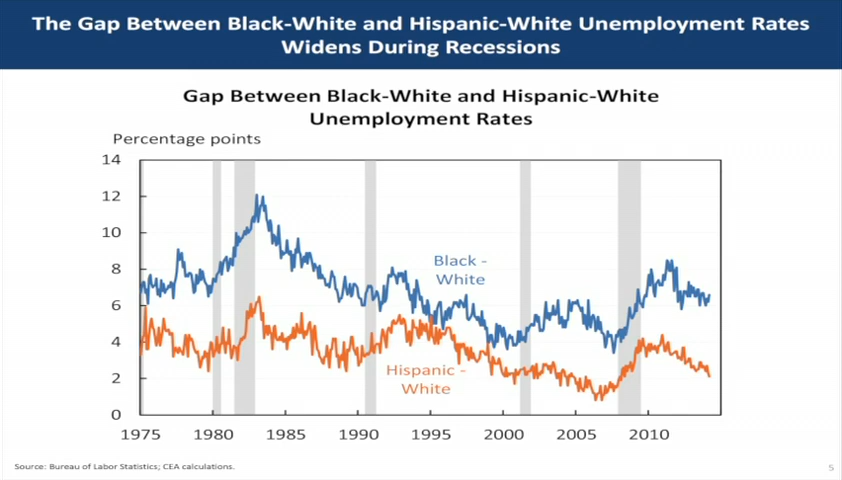 The Gap Between Black-White and Hispanic-White Unemployment Rates
Widens During Recessions
Gap Between Black-White and Hispanic-White
Unemployment Rates
Percentage points
14
12
10
8
6
4
2
0
Black -
White
Hispanic -
White
1975 1980 1985 1990 1995 2000 2005 2010
Source: Bureau of Labor Statistics; CEA calculations.
5